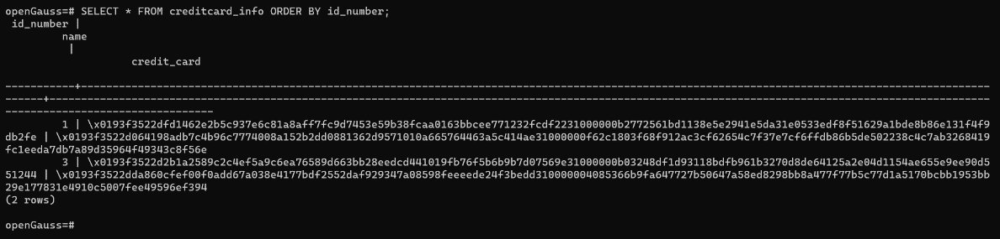 openGauss=# SELECT * FROM creditcard_info ORDER BY id_number;
id_number |
name
|
credit_card
-----------+------------------------------------------------------------------------------------------------------------------------------------------------
------+-------------------------------------------------------------------------------------------------------------------------------------------------------
---------------------------------
1 | \x0193f3522dfd1462e2b5c937e6c81a8aff7fc9d7453e59b38fcaa0163bbcee771232fcdf2231000000b2772561bd1138e5e2941e5da31e0533edf8f51629a1bde8b86e131f4f9
db2fe | \x0193f3522d064198adb7c4b96c7774008a152b2dd0881362d9571010a665764463a5c414ae31000000f62c1803f68f912ac3cf62654c7f37e7cf6ffdb86b5de502238c4c7ab3268419
fc1eeda7db7a89d35964f49343c8f56e
3 | \x0193f3522d2b1a2589c2c4ef5a9c6ea76589d663bb28eedcd441019fb76f5b6b9b7d07569e31000000b03248df1d93118bdfb961b3270d8de64125a2e04d1154ae655e9ee90d5
51244 | \x0193f3522dda860cfef00f0add67a038e4177bdf2552daf929347a08598feeeede24f3bedd310000004085366b9fa647727b50647a58ed8298bb8a477f77b5c77d1a5170bcbb1953bb
29e177831e4910c5007fee49596ef394
(2 rows)
openGauss=#